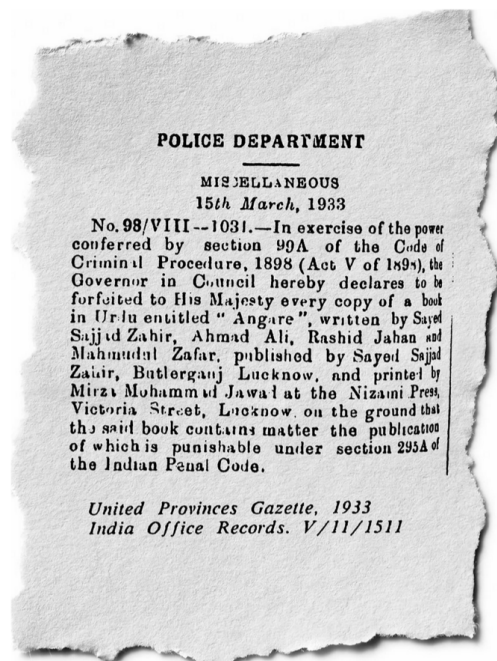 POLICE DEPARTMENT
MISCELLANEOUS
15th March, 1933
No. 98/VIII--1031.—In exercise of the power
conferred by section 99A of the Code of
Criminal Procedure, 1898 (Act V of 1898), the
Governor in Council hereby declares to be
forfeited to His Majesty every copy of a book
in Urdu entitled "Angare", written by Sayed
Sajjad Zahir, Ahmad Ali, Rashid Jahan and
Mahmudul Zafar, published by Sayed Sajjad
Zahir, Butlerganj Lucknow, and printed by
Mirza Mohammad Jawad at the Nizami Press,
Victoria Street, Lucknow, on the ground that
the said book contains matter the publication
of which is punishable under section 295A of
the Indian Penal Code.
United Provinces Gazette, 1933
India Office Records. V/11/1511